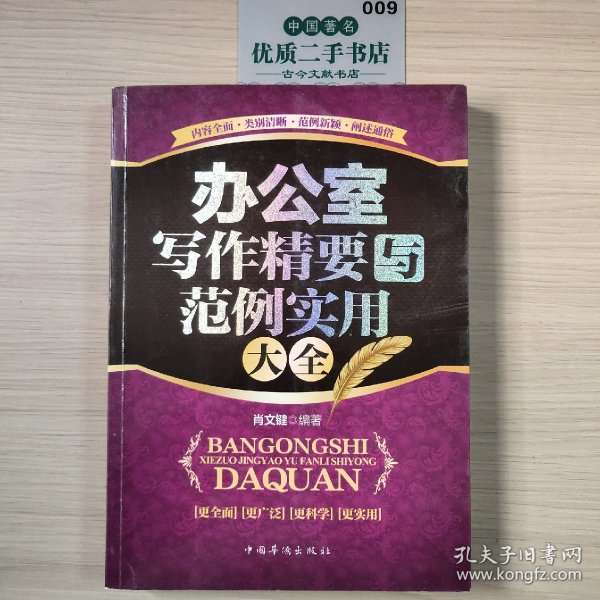 009
中国著名
优质二手书店
古今文献书店
内容全面·类别清晰·范例新颖·阐述通俗
办公室
写作精要与
范例实用
大全
肖文键◎编著
BANGONGSHI
XIEZUO JINGYAO YU FANLI SHIYONG
DAQUAN
[更全面] [更广泛] [更科学] [更实用]
中国华侨出版社
孔夫子旧书网
www.kongfz.com